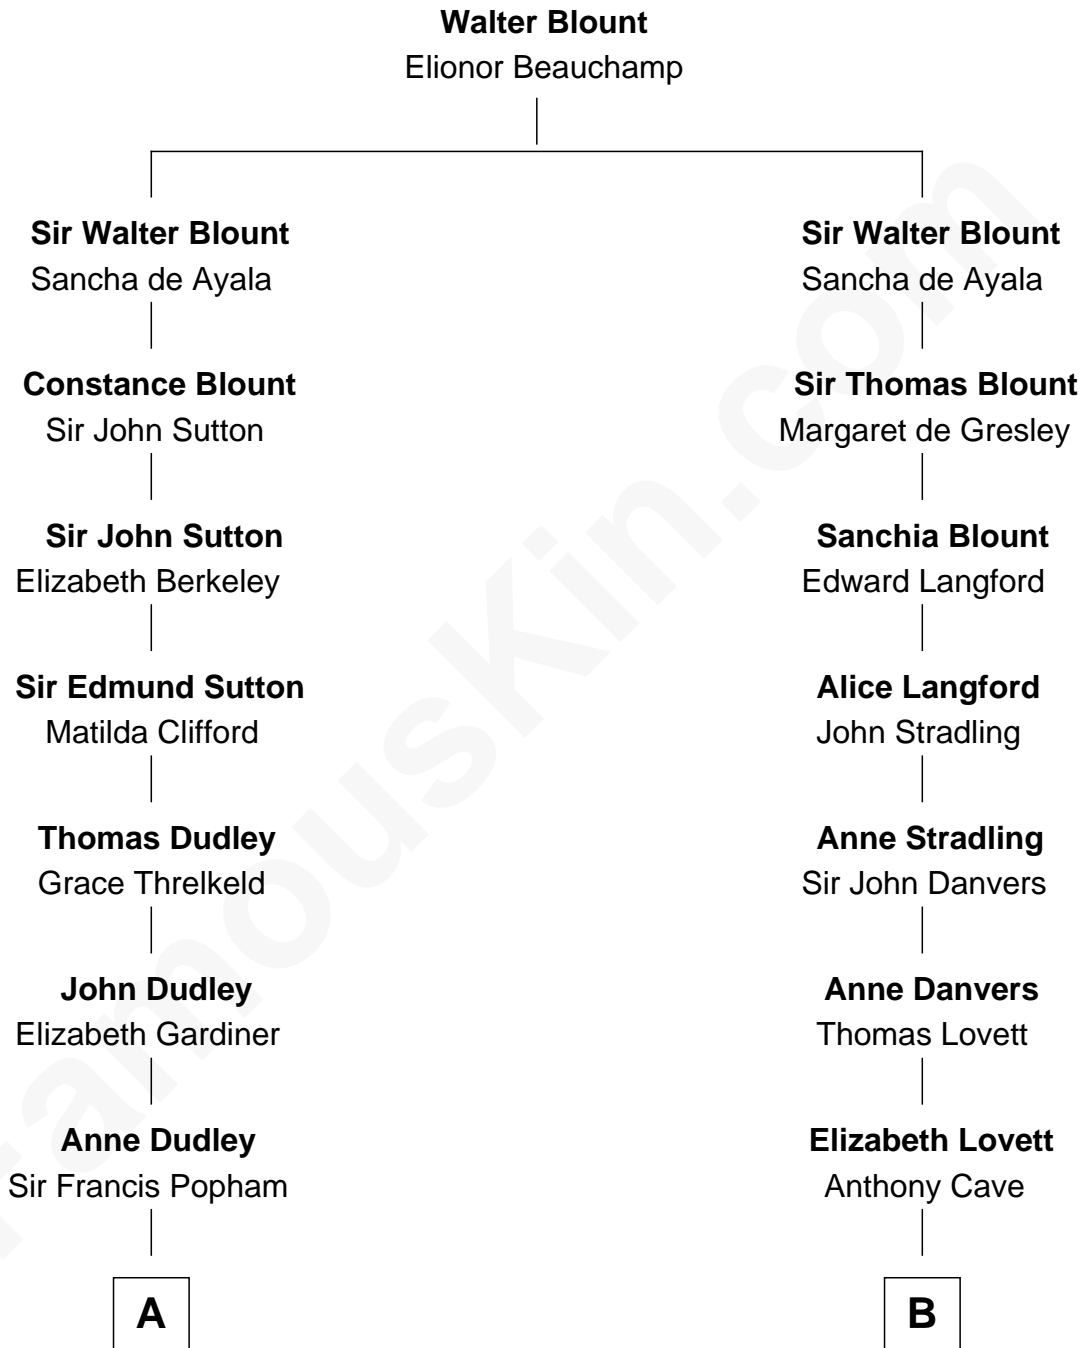 Walter Blount
Elionor Beauchamp
Sir Walter Blount
Sancha de Ayala
Sir Walter Blount
Sancha de Ayala
Constance Blount
Sir John Sutton
Sir Thomas Blount
Margaret de Gresley
Sir John Sutton
Elizabeth Berkeley
Sanchia Blount
Edward Langford
Sir Edmund Sutton
Matilda Clifford
Alice Langford
John Stradling
Thomas Dudley
Grace Threlkeld
Anne Stradling
Sir John Danvers
John Dudley
Elizabeth Gardiner
Anne Danvers
Thomas Lovett
Anne Dudley
Sir Francis Popham
Elizabeth Lovett
Anthony Cave
A
B
FamousKin.com